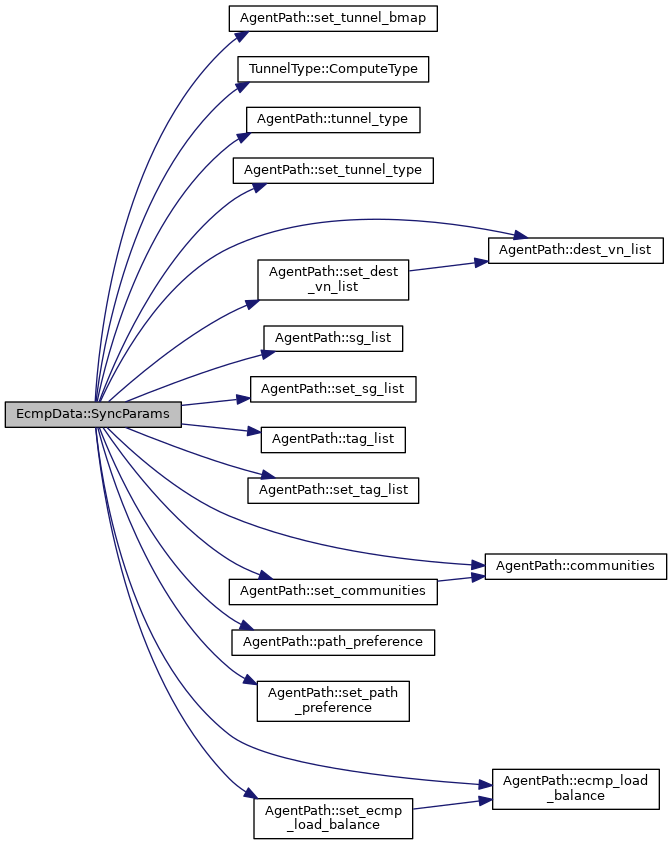 AgentPath::set_tunnel_bmap
TunnelType::ComputeType
AgentPath::tunnel_type
AgentPath::set_tunnel_type
AgentPath::dest_vn_list
AgentPath::set_dest
_vn_list
AgentPath::sg_list
AgentPath::set_sg_list
EcmpData::SyncParams
AgentPath::tag_list
AgentPath::set_tag_list
AgentPath::communities
AgentPath::set_communities
AgentPath::path_preference
AgentPath::set_path
_preference
AgentPath::ecmp_load
_balance
AgentPath::set_ecmp
_load_balance